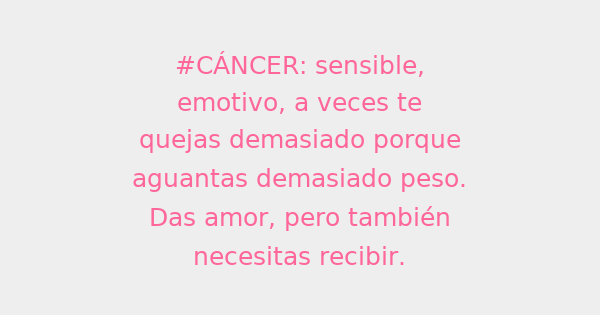 #CÁNCER: sensible,
emotivo, a veces te
quejas demasiado porque
aguantas demasiado peso.
Das amor, pero también
necesitas recibir.